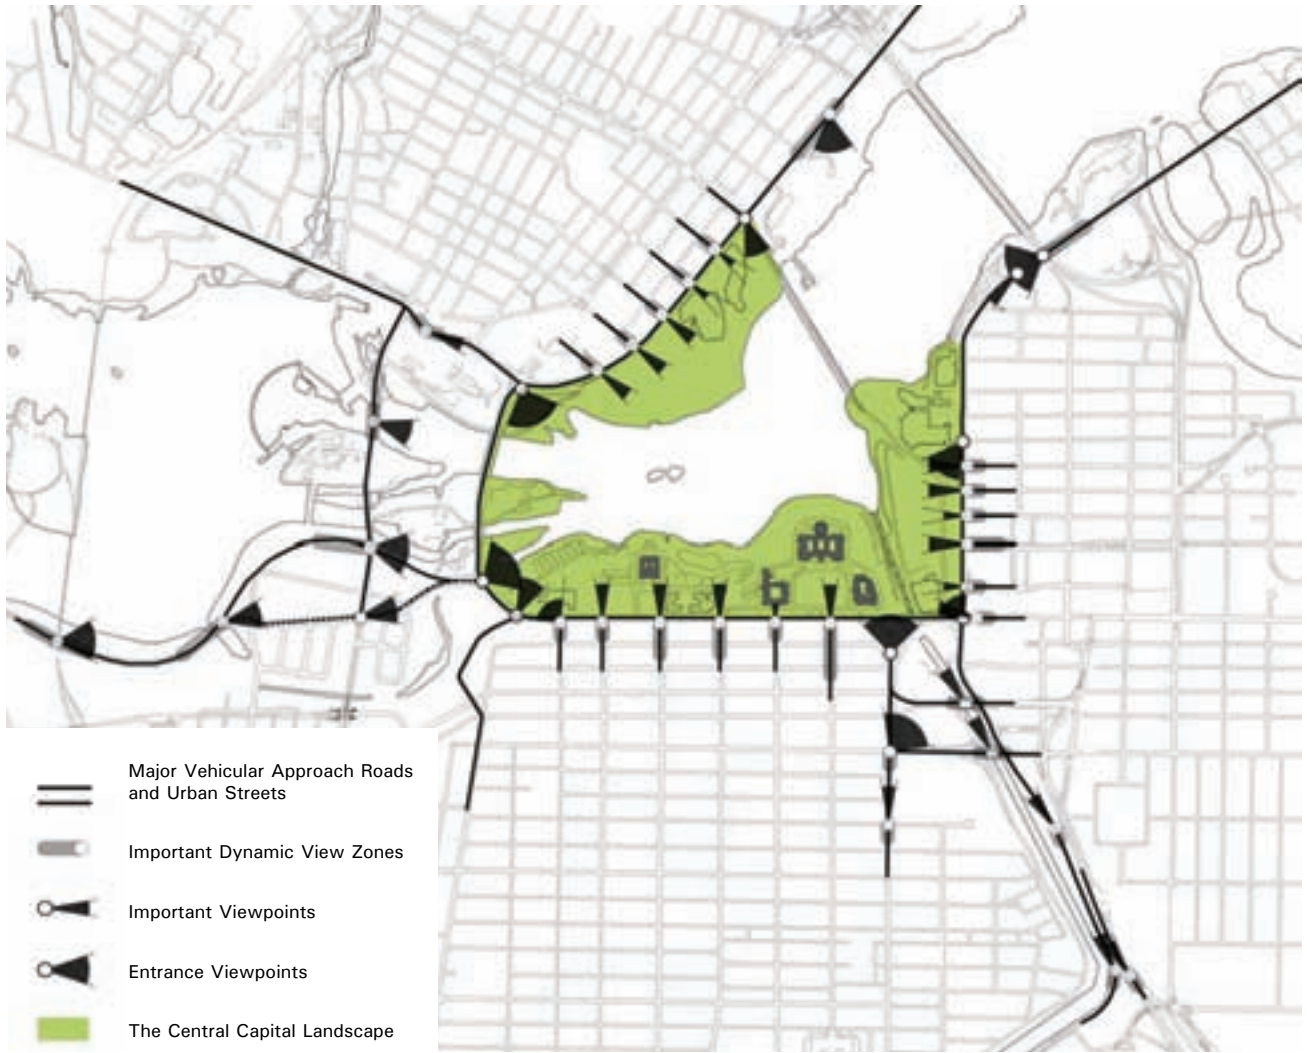 Major Vehicular Approach Roads
and Urban Streets
Important Dynamic View Zones
Important Viewpoints
Entrance Viewpoints
The Central Capital Landscape